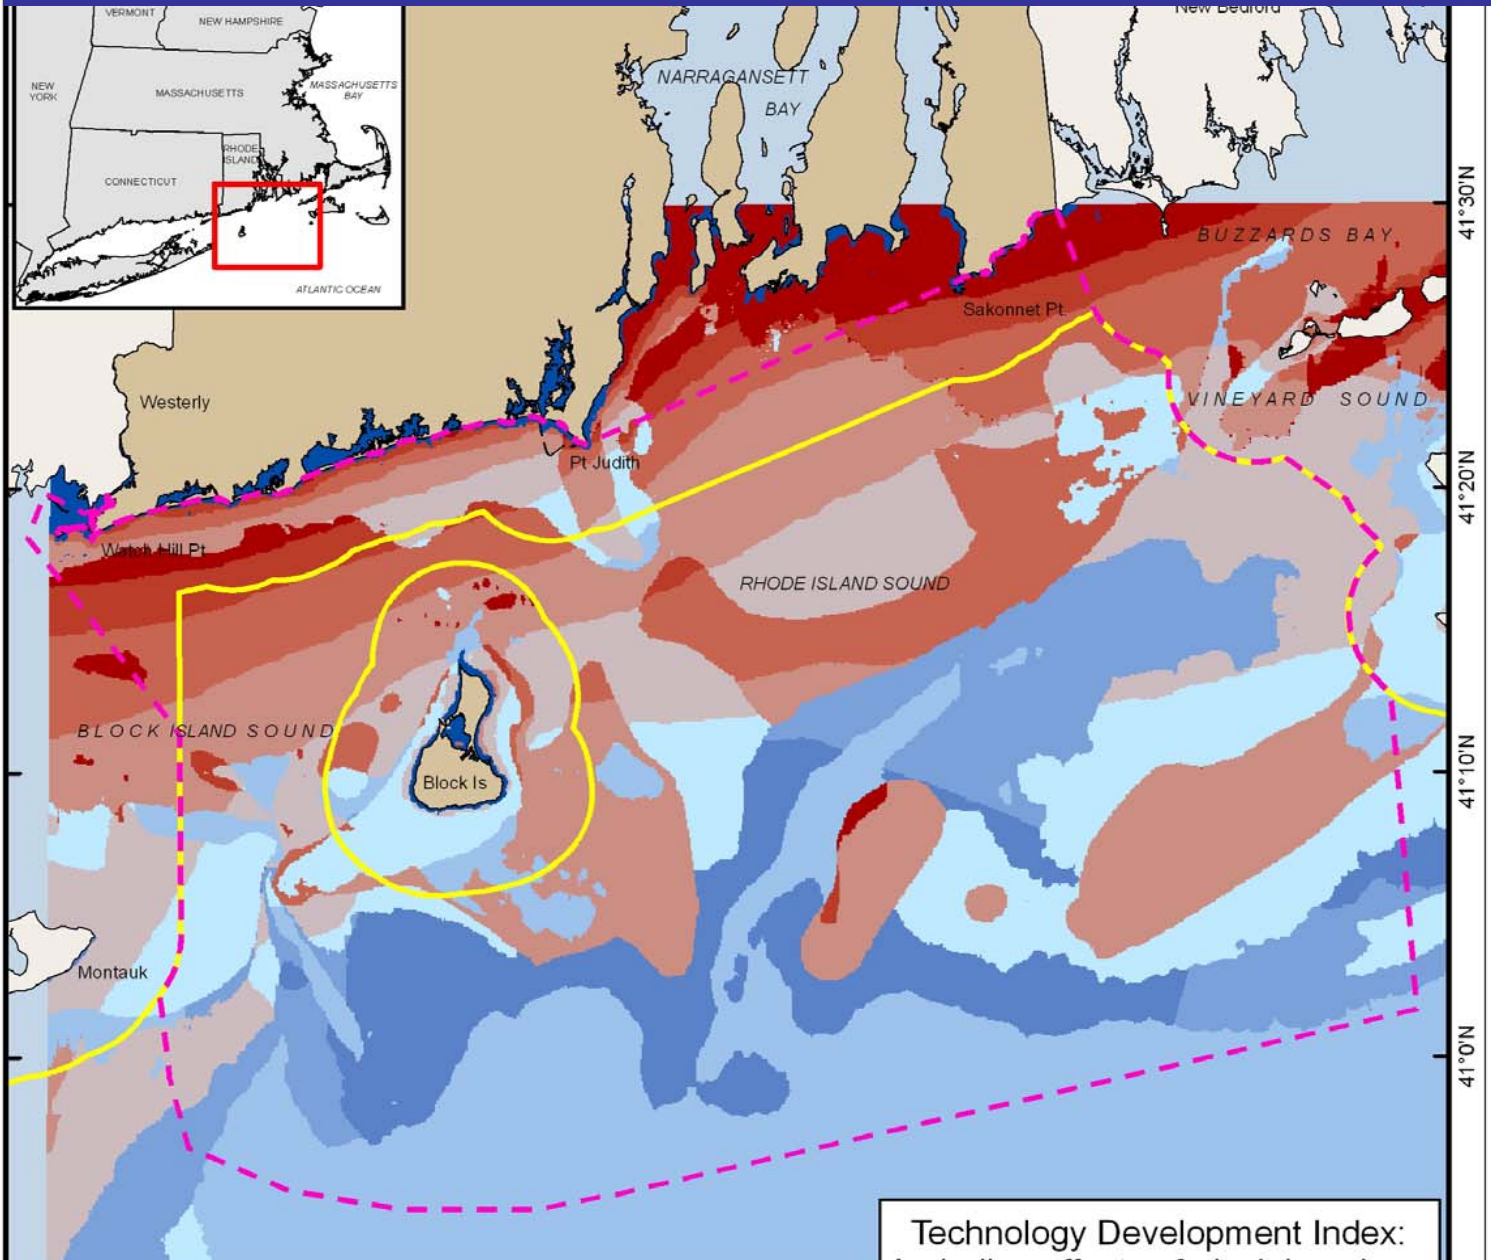 VERMONT
NEW HAMPSHIRE
NEW
YORK
MASSACHUSETTS
MASSACHUSETTS
BAY
RHODE
ISLAND
CONNECTICUT
ATLANTIC OCEAN
New Bedford
NARRAGANSETT
BAY
41°30'N
BUZZARDS BAY
Sakonnet Pt.
Westerly
VINEYARD SOUND
Pt Judith
41°20'N
Watch Hill Pt.
RHODE ISLAND SOUND
BLOCK ISLAND SOUND
Block Is
41°10'N
Montauk
41°0'N
Technology Development Index: